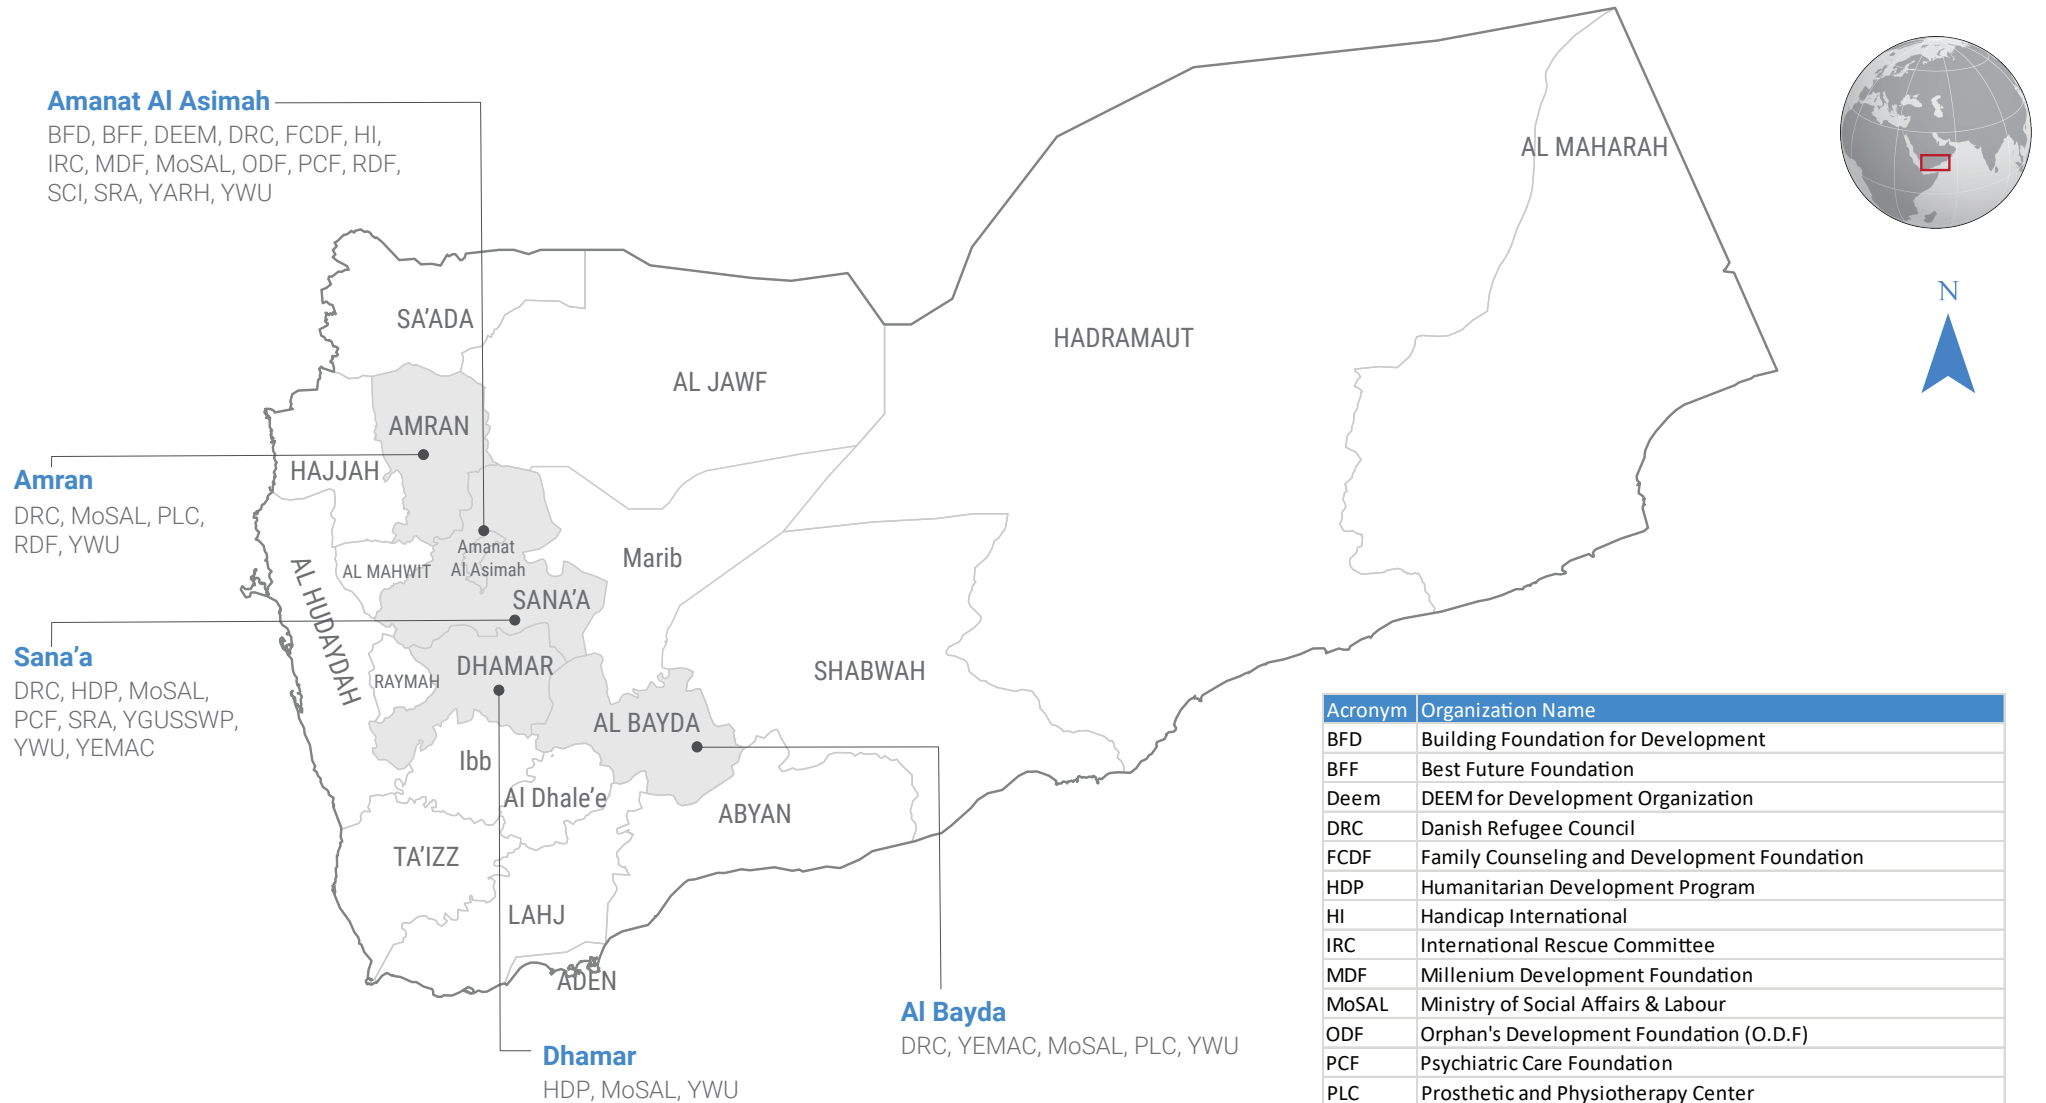 Amanat Al Asimah
BFD, BFF, DEEM, DRC, FCDF, HI,
IRC, MDF, MoSAL, ODF, PCF, RDF,
SCI, SRA, YARH, YWU
AL MAHARAH
N
SA’ADA
HADRAMAUT
AL JAWF
AMRAN
HAJJAH
Amran
DRC, MoSAL, PLC,
RDF, YWU
Amanat
Al Asimah
Marib
AL MAHWIT
AL HUDAYDAH
SANA’A
Sana’a
DRC, HDP, MoSAL,
PCF, SRA, YGUSSWP,
YWU, YEMAC
DHAMAR
RAYMAH
SHABWAH
AL BAYDA
Ibb
Al Dhale’e
ABYAN
TA’IZZ
LAHJ
ADEN
Al Bayda
DRC, YEMAC, MoSAL, PLC, YWU
Dhamar
HDP, MoSAL, YWU
Acronym Organization Name
BFD Building Foundation for Development
BFF Best Future Foundation
Deem DEEM for Development Organization
DRC Danish Refugee Council
FCDF Family Counseling and Development Foundation
HDP Humanitarian Development Program
HI Handicap International
IRC International Rescue Committee
MDF Millenium Development Foundation
MoSAL Ministry of Social Affairs & Labour
ODF Orphan's Development Foundation (O.D.F)
PCF Psychiatric Care Foundation
PLC Prosthetic and Physiotherapy Center